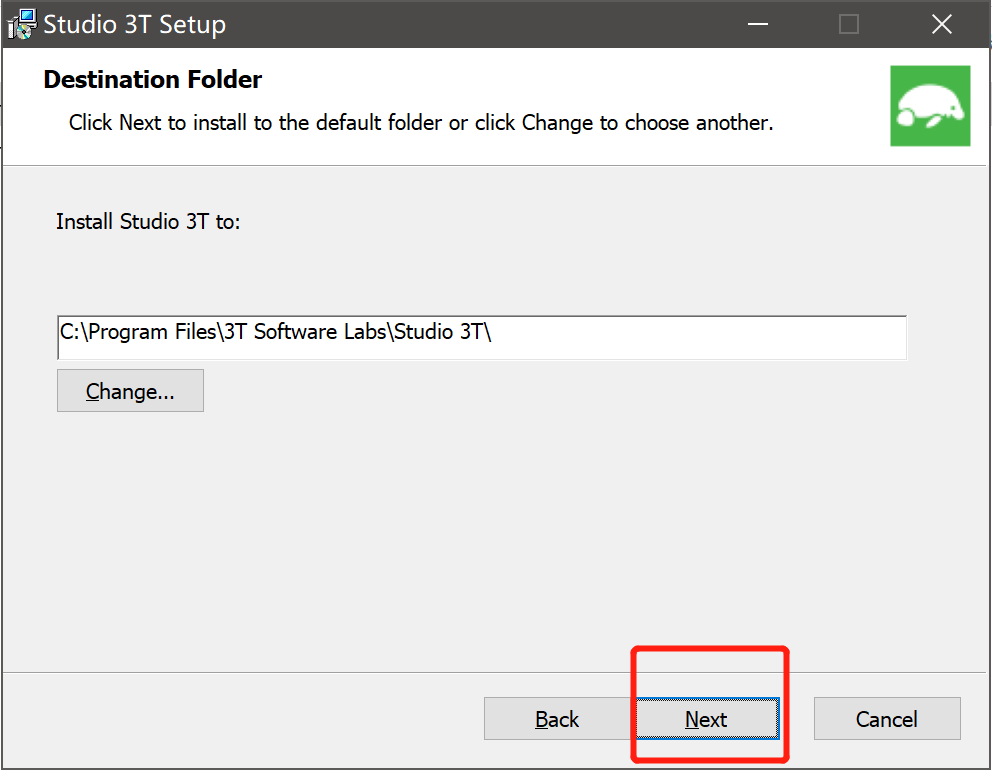 Studio 3T Setup
Destination Folder
Click Next to install to the default folder or click Change to choose another.
Install Studio 3T to:
C:\Program Files\3T Software Labs\Studio 3T\
Change...
Back Next Cancel